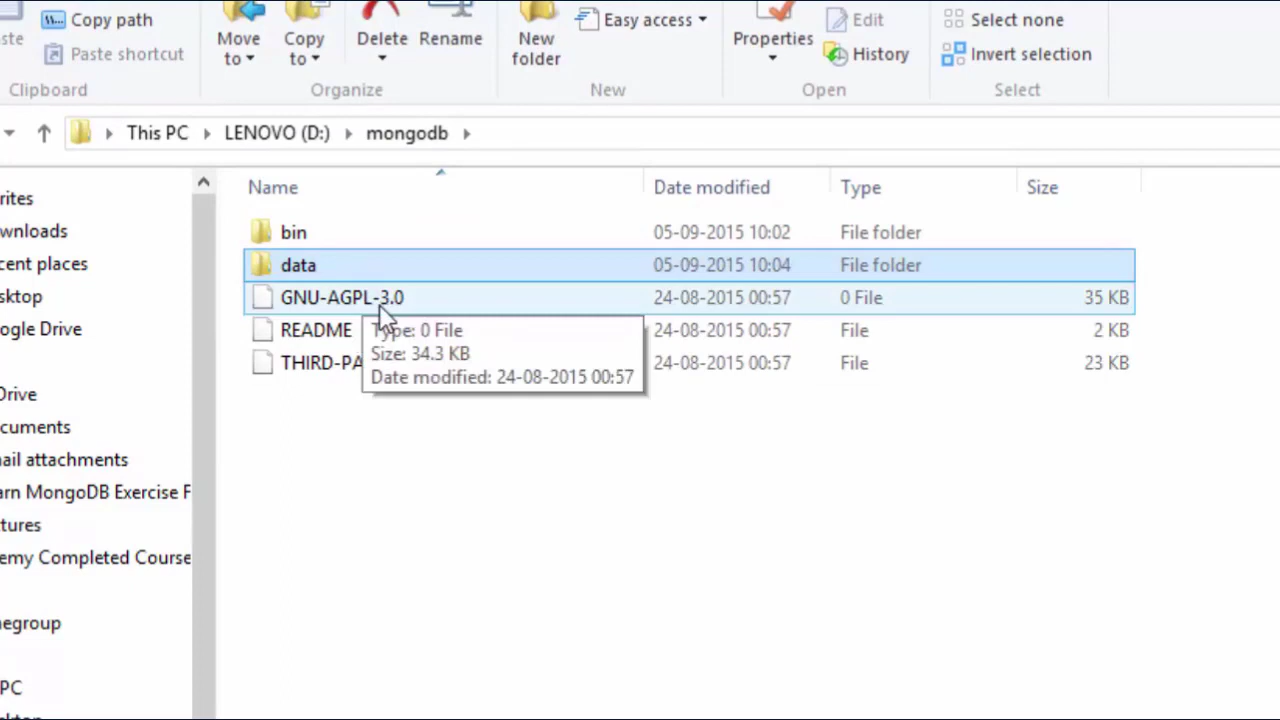 Copy path
Paste shortcut
Clipboard
Move to
Copy to
Delete
Rename
Organize
New folder
Easy access
New
Properties
Edit
History
Open
Select none
Invert selection
Select
This PC
LENOVO (D:)
mongodb
rites
wnloads
cent places
sktop
ogle Drive
Drive
cuments
ail attachments
arn MongoDB Exercise F
tures
emy Completed Course
negroup
PC
Name
Date modified
Type
Size
bin
05-09-2015 10:02
File folder
data
05-09-2015 10:04
File folder
GNU-AGPL-3.0
24-08-2015 00:57
0 File
35 KB
README
24-08-2015 00:57
File
2 KB
THIRD-PA
24-08-2015 00:57
File
23 KB
Type: 0 File
Size: 34.3 KB
Date modified: 24-08-2015 00:57